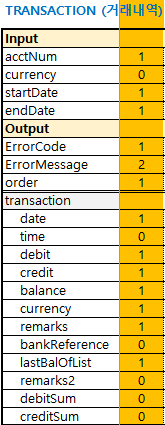 TRANSACTION (거래내역)
Input
acctNum 1
currency 0
startDate 1
endDate 1
Output
ErrorCode 1
ErrorMessage 2
order 1
transaction
date 1
time 0
debit 1
credit 1
balance 1
currency 1
remarks 1
bankReference 0
lastBalOfList 1
remarks2 0
debitSum 0
creditSum 0